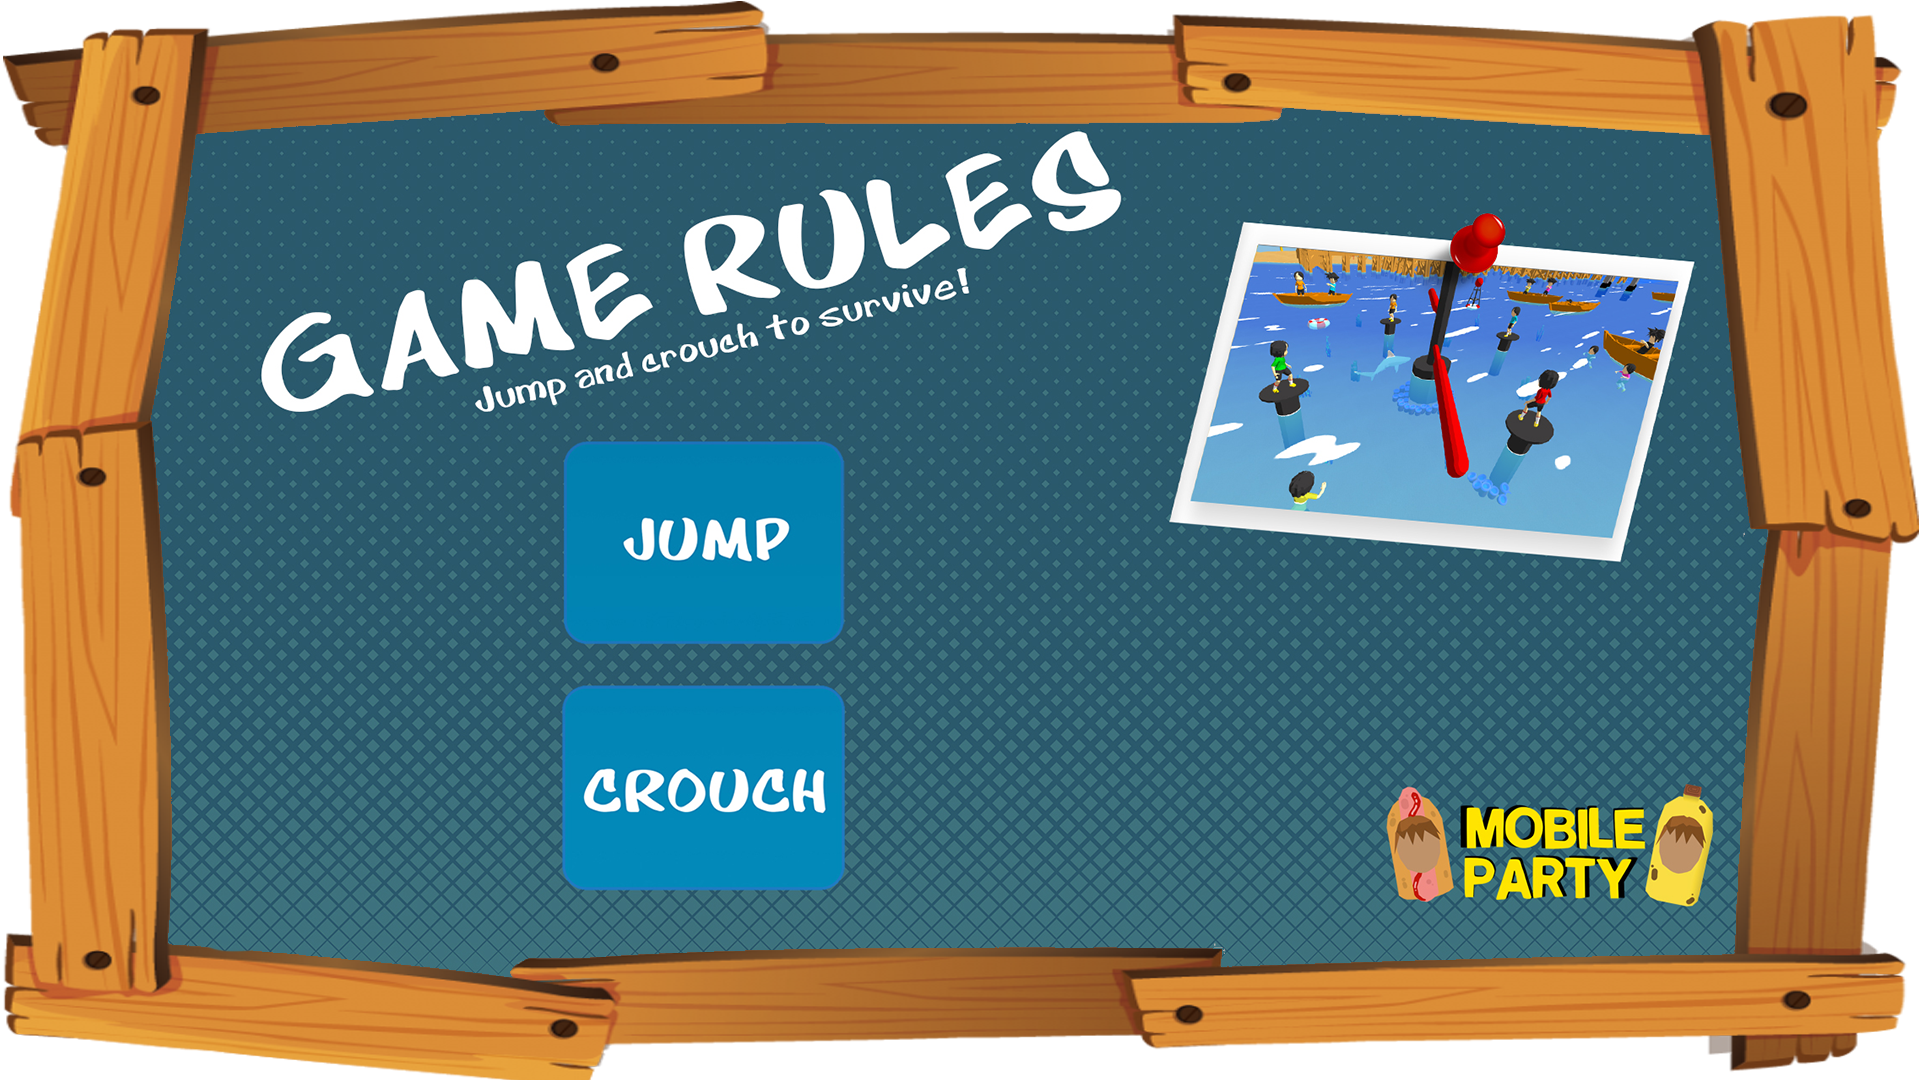 GAME RULES
Jump and crouch to survive!
JUMP
CROUCH
MOBILE
PARTY